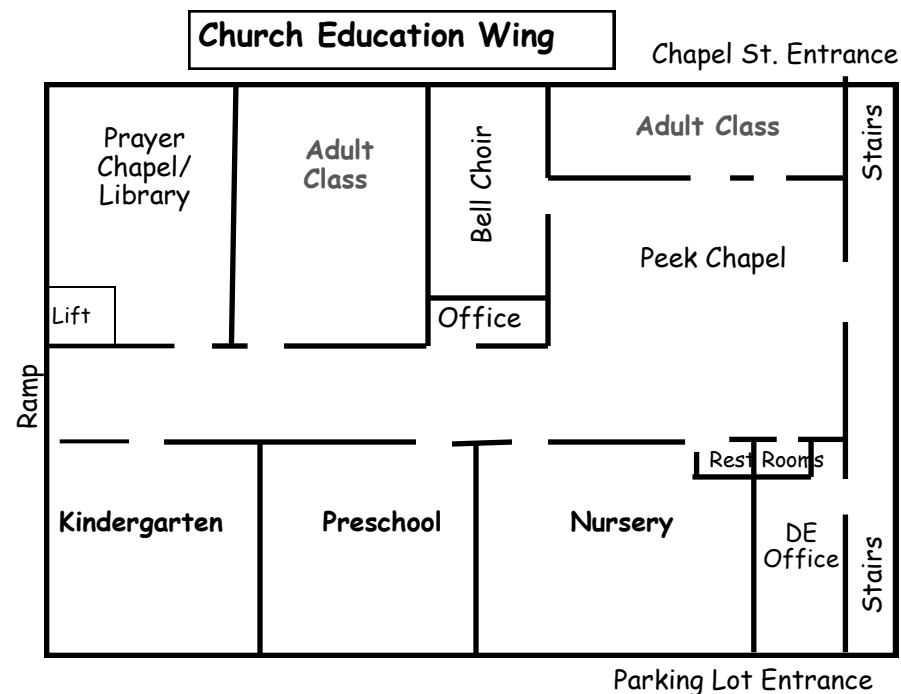 Church Education Wing
Chapel St. Entrance
Prayer
Chapel/
Library
Adult
Class
Bell Choir
Adult Class
Stairs
Peek Chapel
Lift
Office
Ramp
Rest Rooms
Kindergarten
Preschool
Nursery
DE
Office
Stairs
Parking Lot Entrance